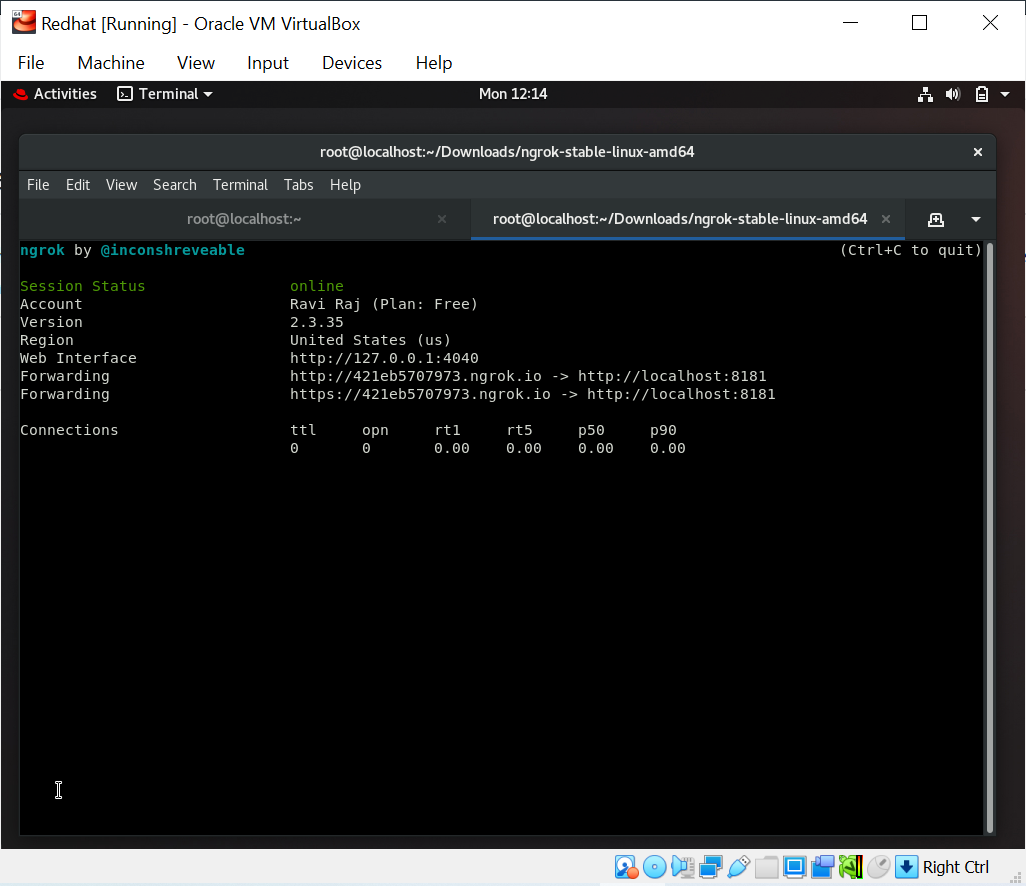 Redhat [Running] - Oracle VM VirtualBox
File Machine View Input Devices Help
Activities Terminal Mon 12:14
root@localhost:~/Downloads/ngrok-stable-linux-amd64
File Edit View Search Terminal Tabs Help
root@localhost:~ root@localhost:~/Downloads/ngrok-stable-linux-amd64
ngrok by @inconshreveable (Ctrl+C to quit)
Session Status online
Account Ravi Raj (Plan: Free)
Version 2.3.35
Region United States (us)
Web Interface http://127.0.0.1:4040
Forwarding http://421eb5707973.ngrok.io -> http://localhost:8181
Forwarding https://421eb5707973.ngrok.io -> http://localhost:8181
Connections ttl opn rt1 rt5 p50 p90
0 0 0.00 0.00 0.00 0.00
Right Ctrl